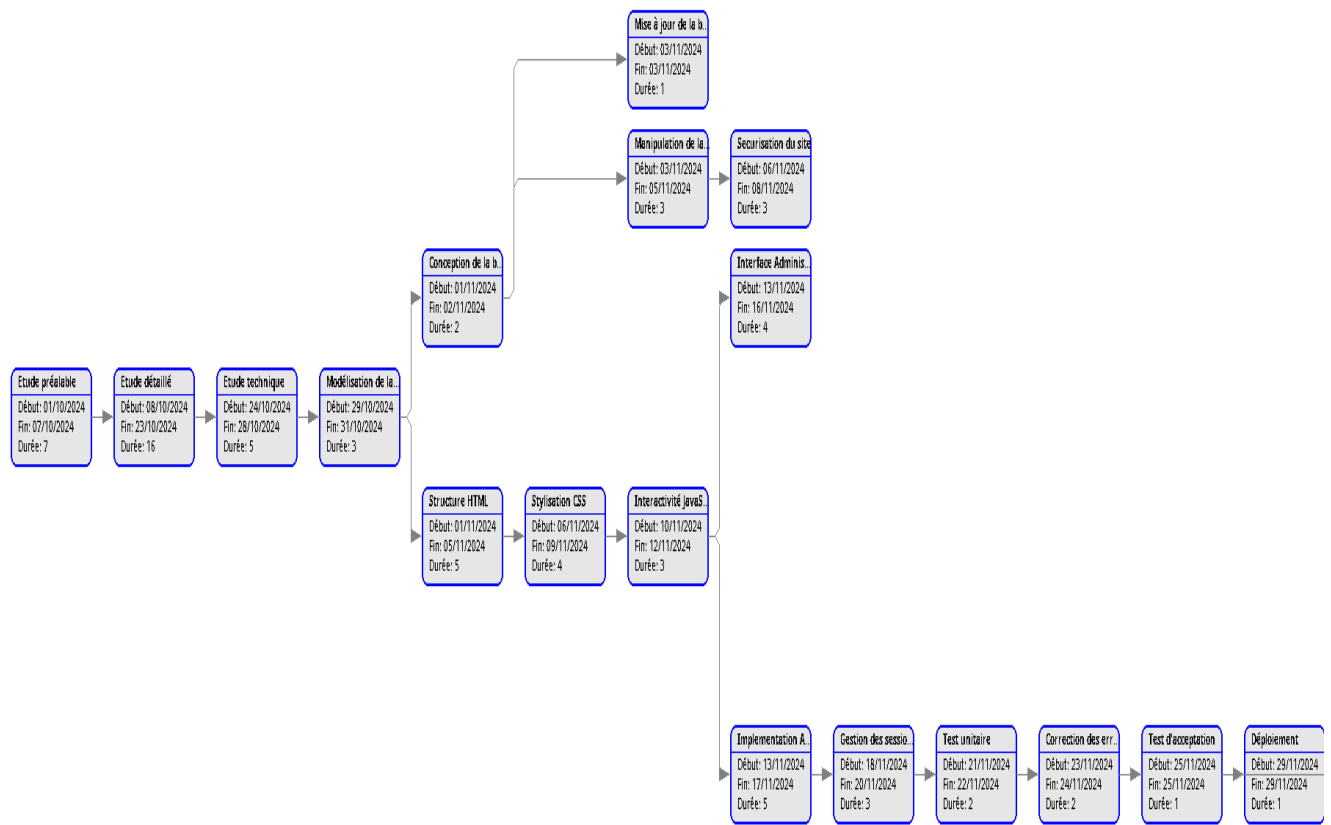 Mise à jour de la b...
Début: 03/11/2024
Fin: 03/11/2024
Durée: 1
Manipulation de la...
Début: 03/11/2024
Fin: 05/11/2024
Durée: 3
Securisation du site
Début: 06/11/2024
Fin: 08/11/2024
Durée: 3
Conception de la b...
Début: 01/11/2024
Fin: 02/11/2024
Durée: 2
Interface Adminis...
Début: 13/11/2024
Fin: 16/11/2024
Durée: 4
Etude préalable
Début: 01/10/2024
Fin: 07/10/2024
Durée: 7
Etude détaillé
Début: 08/10/2024
Fin: 23/10/2024
Durée: 16
Etude technique
Début: 24/10/2024
Fin: 28/10/2024
Durée: 5
Modélisation de la...
Début: 29/10/2024
Fin: 31/10/2024
Durée: 3
Structure HTML
Début: 01/11/2024
Fin: 05/11/2024
Durée: 5
Stylisation CSS
Début: 06/11/2024
Fin: 09/11/2024
Durée: 4
Interactivité JavaS...
Début: 10/11/2024
Fin: 12/11/2024
Durée: 3
Implementation A...
Début: 13/11/2024
Fin: 17/11/2024
Durée: 5
Gestion des sessio...
Début: 18/11/2024
Fin: 20/11/2024
Durée: 3
Test unitaire
Début: 21/11/2024
Fin: 22/11/2024
Durée: 2
Correction des err...
Début: 23/11/2024
Fin: 24/11/2024
Durée: 2
Test d'acceptation
Début: 25/11/2024
Fin: 25/11/2024
Durée: 1
Déploiement
Début: 29/11/2024
Fin: 29/11/2024
Durée: 1